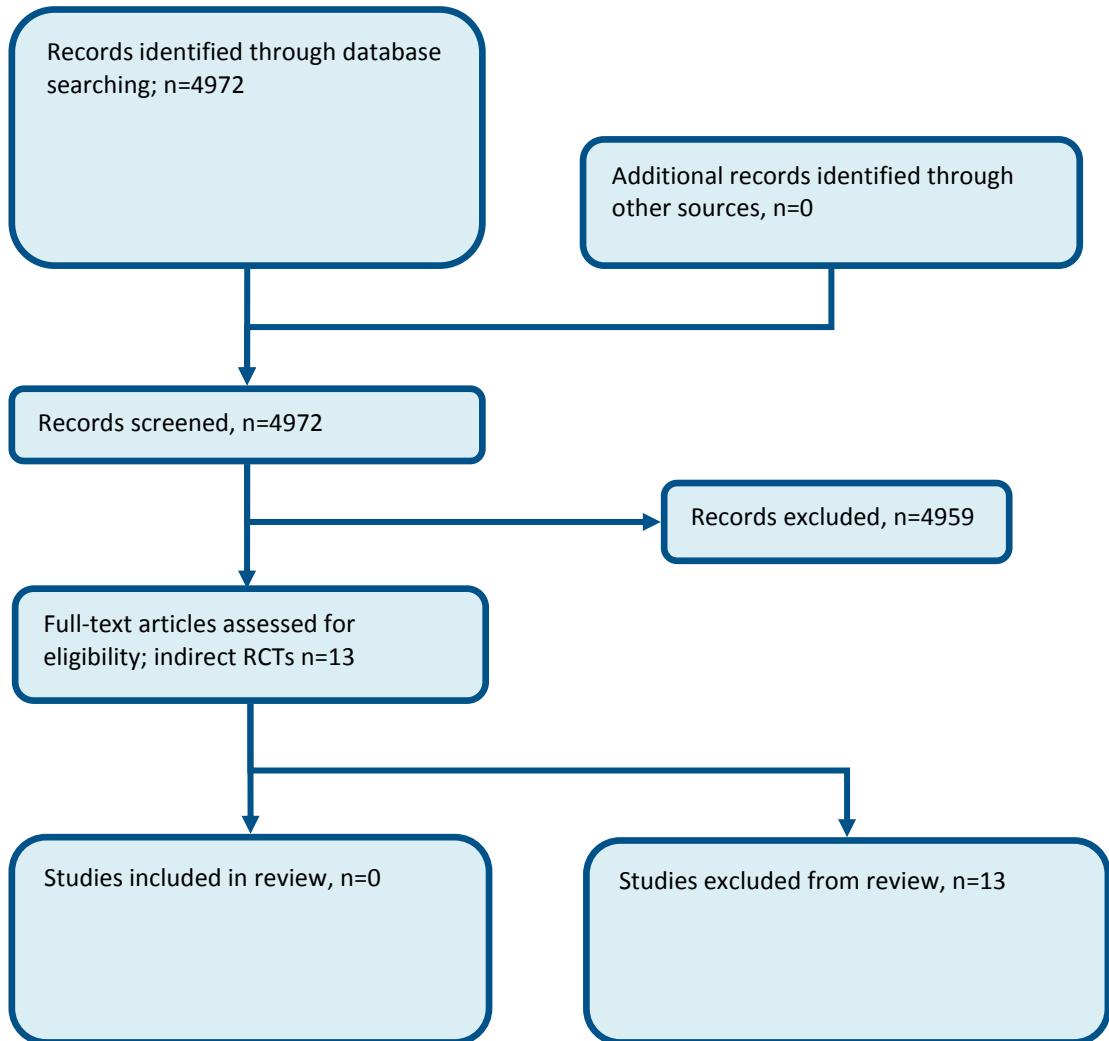 Records identified through database
searching; n=4972
Additional records identified through
other sources, n=0
Records screened, n=4972
Records excluded, n=4959
Full-text articles assessed for
eligibility; indirect RCTs n=13
Studies included in review, n=0
Studies excluded from review, n=13